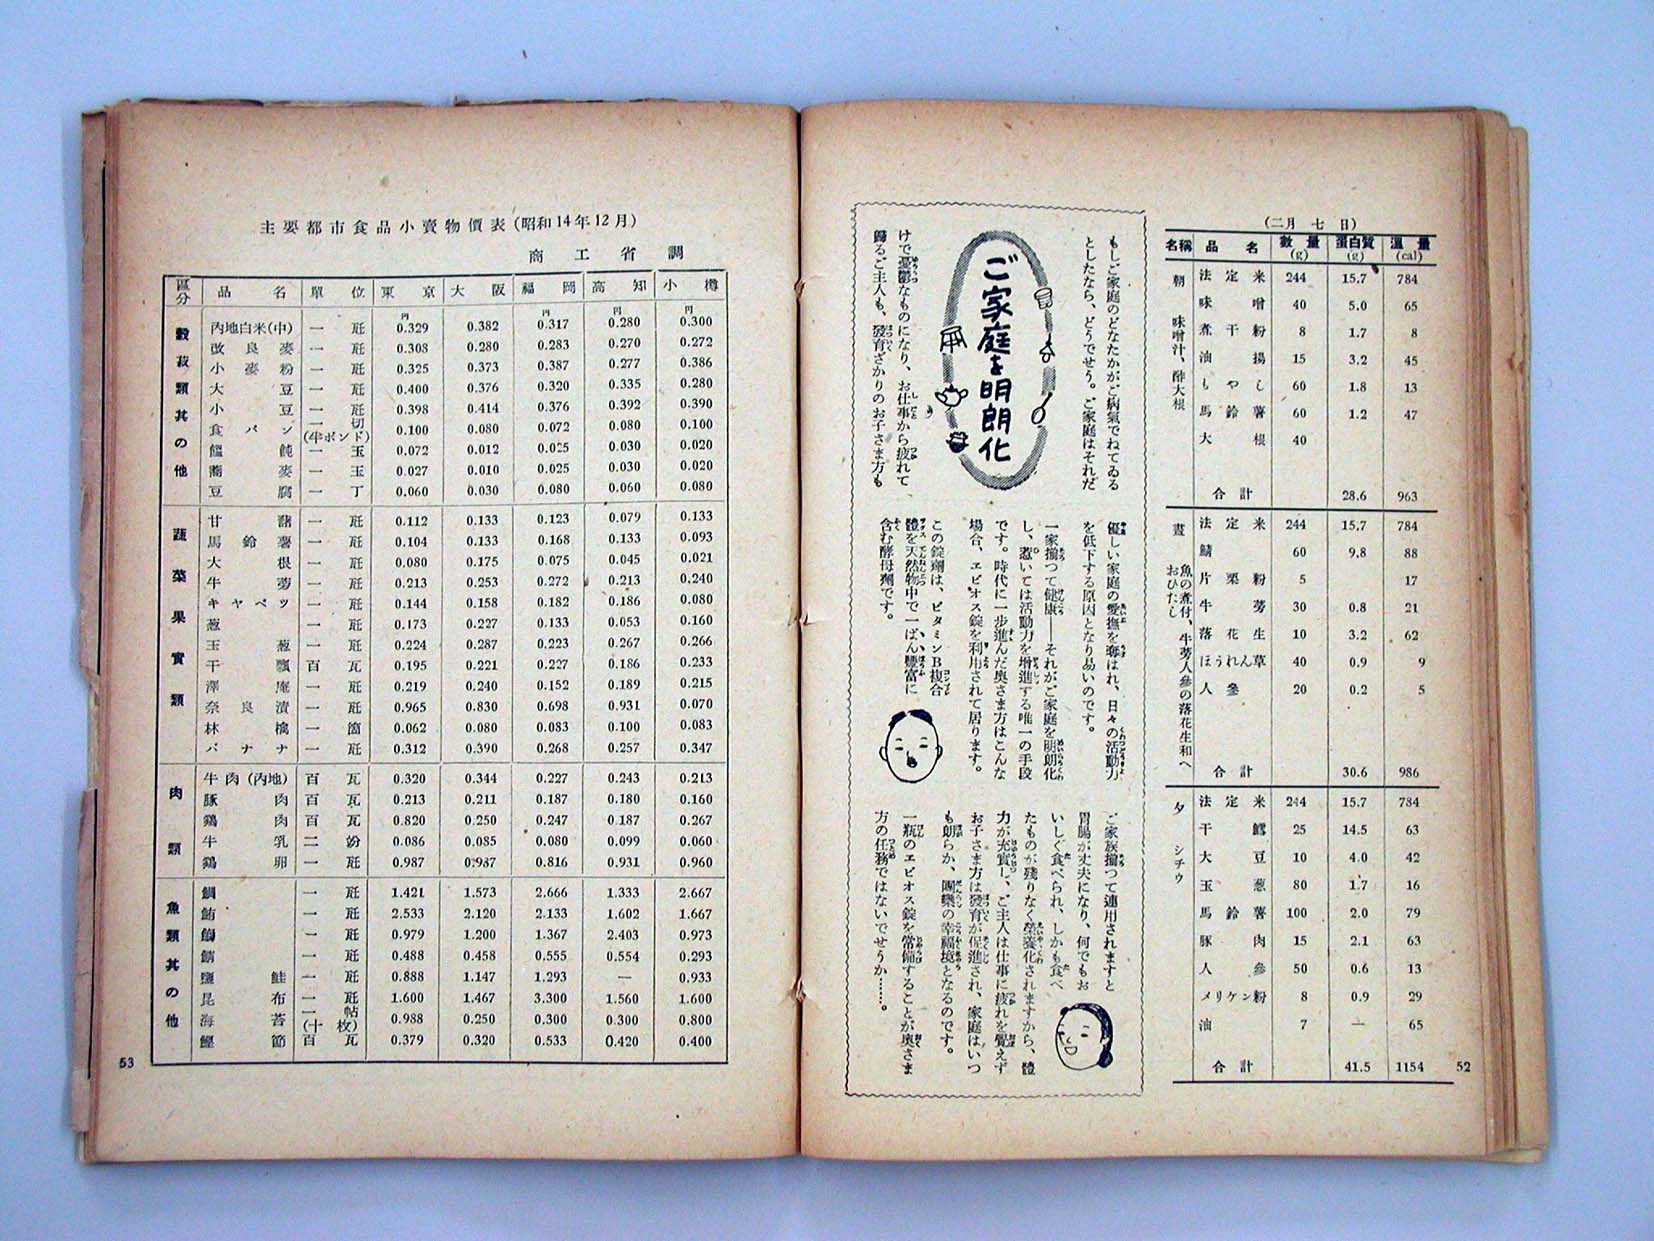 (二月七日)
名稱 品名 數量(g) 蛋白質(g) 溫量(cal)
朝 味噌汁、酢大根
法定米 244 15.7 784
味噌 40 5.0 65
煮干粉 8 1.7 8
油揚 15 3.2 45
もやし 60 1.8 13
馬鈴薯 60 1.2 47
大根 40
合計 28.6 963
晝 魚の煮付、牛蒡人參の落花生和へ
おひたし
法定米 244 15.7 784
鯖 60 9.8 88
片栗粉 5 17
牛蒡 30 0.8 21
落花生 10 3.2 62
ほうれん草 40 0.9 9
人參 20 0.2 5
合計 30.6 986
夕 シチウ
法定米 244 15.7 784
干鱈 25 14.5 63
大豆 10 4.0 42
玉葱 80 1.7 16
馬鈴薯 100 2.0 79
豚肉 15 2.1 63
人參 50 0.6 13
メリケン粉 8 0.9 29
油 7 — 65
合計 41.5 1154
52
ご家庭を明朗化
もしご家庭のどなたかがご病氣でねてゐる
としたなら、どうでせう。ご家庭はそれだ
けで憂鬱なものになり、お仕事から疲れて
歸るご主人も、發育ざかりのお子さま方も
優しい家庭の愛撫を奪はれ、日々の活動力
を低下する原因となり易いのです。
一家揃つて健康——それがご家庭を明朗化
し、惹いては活動力を增進する唯一の手段
です。時代に一步進んだ奥さま方はこんな
場合、エビオス錠を利用されて居ります。
この錠劑は、ビタミンB複合
體を天然物中で一ばん豐富に
含む酵母劑です。
ご家族揃つて連用されますと
胃腸が丈夫になり、何でもお
いしく食べられ、しかも食べ
たものが殘りなく榮養化されますから、體
力が充實し、ご主人は仕事に疲れを覺えず
お子さま方は發育が促進され、家庭はいつ
も朗らか、團欒の幸福境となるのです。
一瓶のエビオス錠を常備することが奥さま
方の任務ではないでせうか……。
主要都市食品小賣物價表(昭和14年12月)
商工省調
區分 品名 單位 東京 大阪 福岡 高知 小樽
穀菽類其の他
內地白米(中) 一瓩 円0.329 0.382 円0.317 円0.280 円0.300
改良麥 一瓩 0.308 0.280 0.283 0.270 0.272
小麥粉 一瓩 0.325 0.373 0.387 0.277 0.386
大豆 一瓩 0.400 0.376 0.320 0.335 0.280
小豆 一瓩 0.398 0.414 0.376 0.392 0.390
食パン 一切(半ポンド) 0.100 0.080 0.072 0.080 0.100
饂飩 一玉 0.072 0.012 0.025 0.030 0.020
蕎麥 一玉 0.027 0.010 0.025 0.030 0.020
豆腐 一丁 0.060 0.030 0.080 0.060 0.080
蔬菜果實類
甘藷 一瓩 0.112 0.133 0.123 0.079 0.133
馬鈴薯 一瓩 0.104 0.133 0.168 0.133 0.093
大根 一瓩 0.080 0.175 0.075 0.045 0.021
牛蒡 一瓩 0.213 0.253 0.272 0.213 0.240
キャベツ 一瓩 0.144 0.158 0.182 0.186 0.080
葱 一瓩 0.173 0.227 0.133 0.053 0.160
玉葱 一瓩 0.224 0.287 0.223 0.267 0.266
干瓢 百瓦 0.195 0.221 0.227 0.186 0.233
澤庵 一瓩 0.219 0.240 0.152 0.189 0.215
奈良漬 一瓩 0.965 0.830 0.698 0.931 0.070
林檎 一箇 0.062 0.080 0.083 0.100 0.083
バナナ 一瓩 0.312 0.390 0.268 0.257 0.347
肉類
牛肉(內地) 百瓦 0.320 0.344 0.227 0.243 0.213
豚肉 百瓦 0.213 0.211 0.187 0.180 0.160
鷄肉 百瓦 0.820 0.250 0.247 0.187 0.267
牛乳 二 0.086 0.085 0.080 0.099 0.060
鷄卵 一瓩 0.987 0.987 0.816 0.931 0.960
魚類其の他
鯛 一瓩 1.421 1.573 2.666 1.333 2.667
鮪 一瓩 2.533 2.120 2.133 1.602 1.667
鰤 一瓩 0.979 1.200 1.367 2.403 0.973
鯖 一瓩 0.488 0.458 0.555 0.554 0.293
鹽鮭 一瓩 0.888 1.147 1.293 — 0.933
昆布 一瓩 1.600 1.467 3.300 1.560 1.600
海苔 一帖(十枚) 0.988 0.250 0.300 0.300 0.800
鰹節 百瓦 0.379 0.320 0.533 0.420 0.400
53